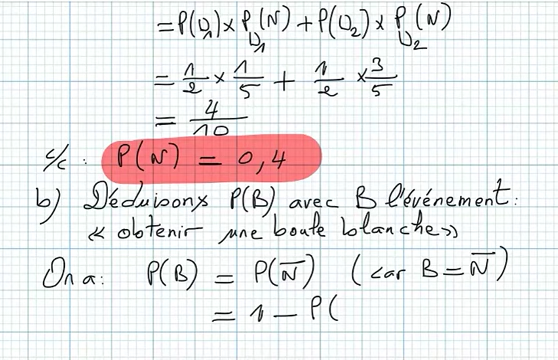 = P(U₁) × P_U₁(N) + P(U₂) × P_U₂(N)
= 1/2 × 1/5 + 1/2 × 3/5
= 4/10
c/c : P(N) = 0,4
b) Déduisons P(B) avec B l'événement :
« obtenir une boule blanche »
On a : P(B) = P(N̅) (car B = N̅)
= 1 – P(